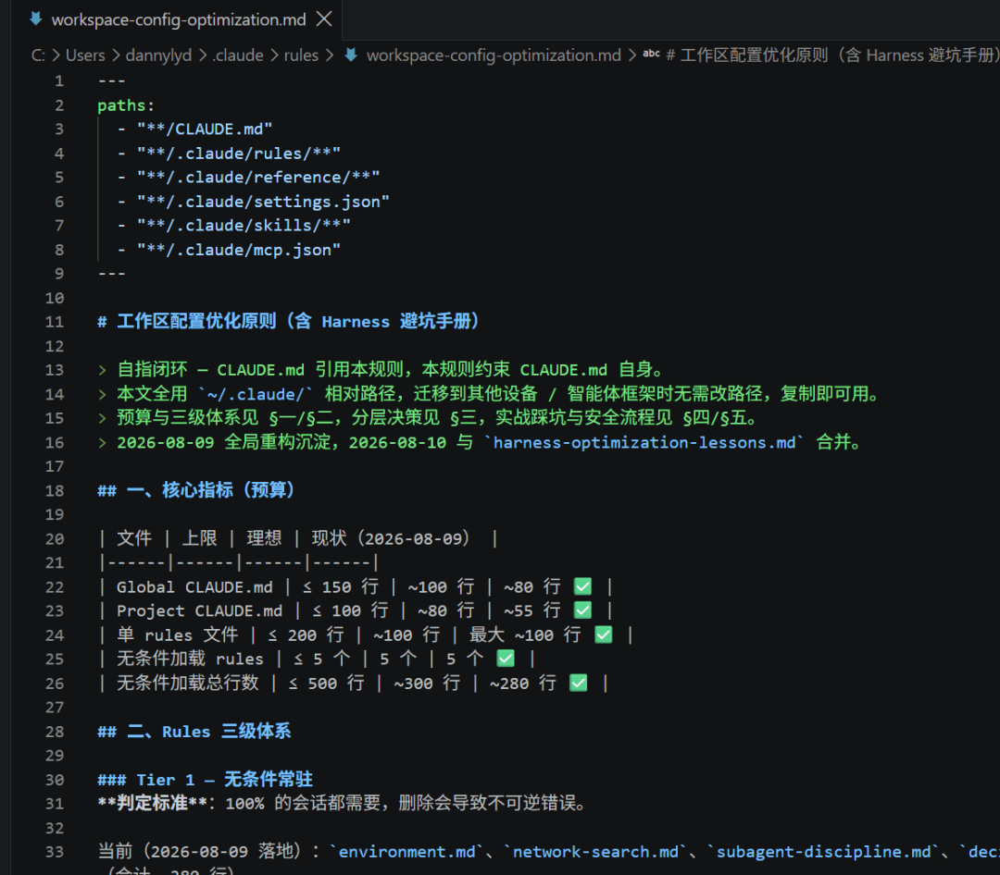 workspace-config-optimization.md
C: > Users > dannylyd > .claude > rules > workspace-config-optimization.md > abc # 工作区配置优化原则（含 Harness 避坑手册）
1 ---
2 paths:
3 - "**/CLAUDE.md"
4 - "**/.claude/rules/**"
5 - "**/.claude/reference/**"
6 - "**/.claude/settings.json"
7 - "**/.claude/skills/**"
8 - "**/.claude/mcp.json"
9 ---
10
11 # 工作区配置优化原则（含 Harness 避坑手册）
12
13 > 自指闭环 — CLAUDE.md 引用本规则，本规则约束 CLAUDE.md 自身。
14 > 本文全用 `~/.claude/` 相对路径，迁移到其他设备 / 智能体框架时无需改路径，复制即可用。
15 > 预算与三级体系见 §一/§二，分层决策见 §三，实战踩坑与安全流程见 §四/§五。
16 > 2026-08-09 全局重构沉淀，2026-08-10 与 `harness-optimization-lessons.md` 合并。
17
18 ## 一、核心指标（预算）
19
20 | 文件 | 上限 | 理想 | 现状（2026-08-09） |
21 |------|------|------|------|
22 | Global CLAUDE.md | ≤ 150 行 | ~100 行 | ~80 行 ✅ |
23 | Project CLAUDE.md | ≤ 100 行 | ~80 行 | ~55 行 ✅ |
24 | 单 rules 文件 | ≤ 200 行 | ~100 行 | 最大 ~100 行 ✅ |
25 | 无条件加载 rules | ≤ 5 个 | 5 个 | 5 个 ✅ |
26 | 无条件加载总行数 | ≤ 500 行 | ~300 行 | ~280 行 ✅ |
27
28 ## 二、Rules 三级体系
29
30 ### Tier 1 — 无条件常驻
31 **判定标准**：100% 的会话都需要，删除会导致不可逆错误。
32
33 当前（2026-08-09 落地）：`environment.md`、`network-search.md`、`subagent-discipline.md`、`dec